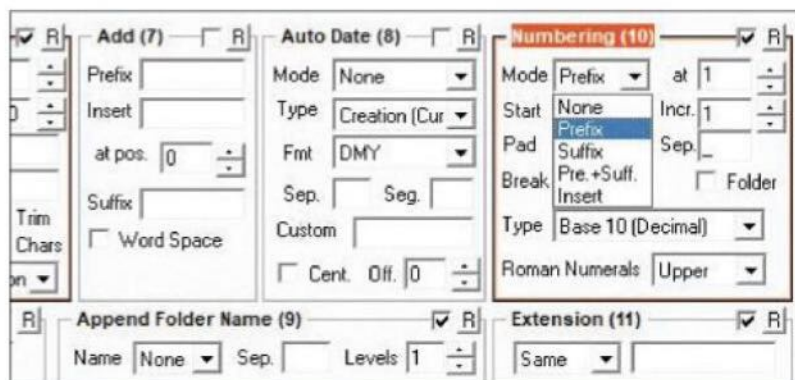 R Add (7) R Auto Date (8) R Numbering (10) R
Prefix Mode None Mode Prefix at 1
Insert Type Creation (Cur Start None Incr. 1
Prefix
0 at pos. 0 Fmt DMY Pad Suffix Sep. _
Suffix Sep. Seg. Break Pre.+Suff. Folder
Insert
Trim Word Space Custom Type Base 10 (Decimal)
Chars
on Cent. Off. 0 Roman Numerals Upper
R Append Folder Name (9) R Extension (11) R
Name None Sep. Levels 1 Same